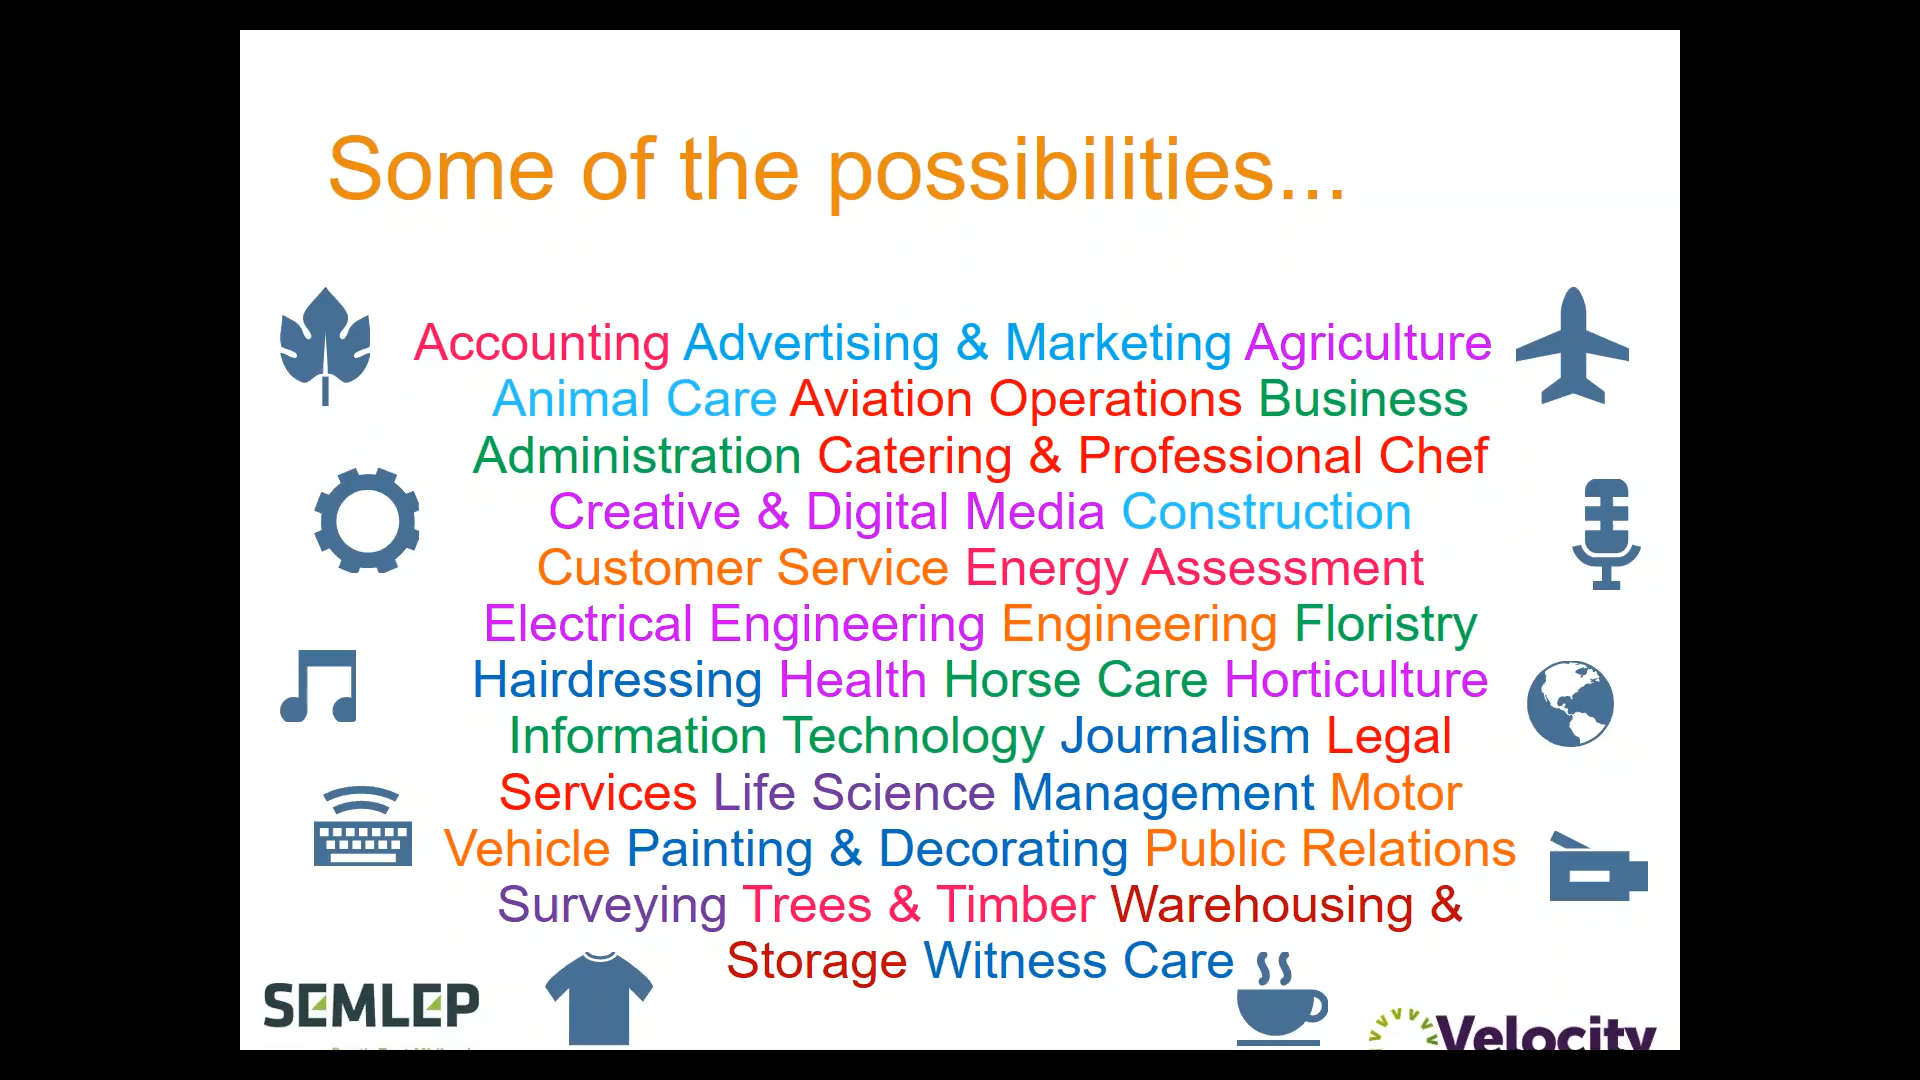 Some of the possibilities...
Accounting Advertising & Marketing Agriculture
Animal Care Aviation Operations Business
Administration Catering & Professional Chef
Creative & Digital Media Construction
Customer Service Energy Assessment
Electrical Engineering Engineering Floristry
Hairdressing Health Horse Care Horticulture
Information Technology Journalism Legal
Services Life Science Management Motor
Vehicle Painting & Decorating Public Relations
Surveying Trees & Timber Warehousing &
Storage Witness Care
SEMLEP
Velocity